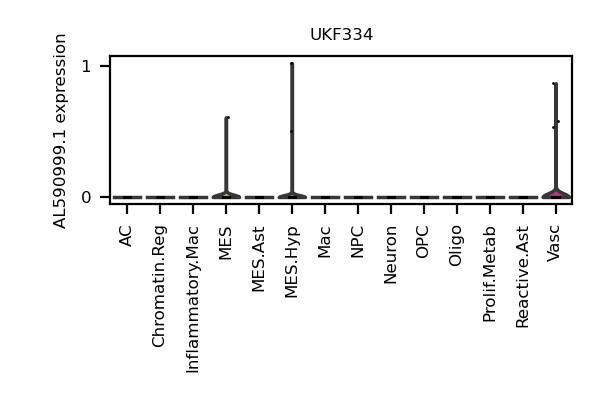 UKF334
AL590999.1 expression
1
0
AC
Chromatin.Reg
Inflammatory.Mac
MES
MES.Ast
MES.Hyp
Mac
NPC
Neuron
OPC
Oligo
Prolif.Metab
Reactive.Ast
Vasc